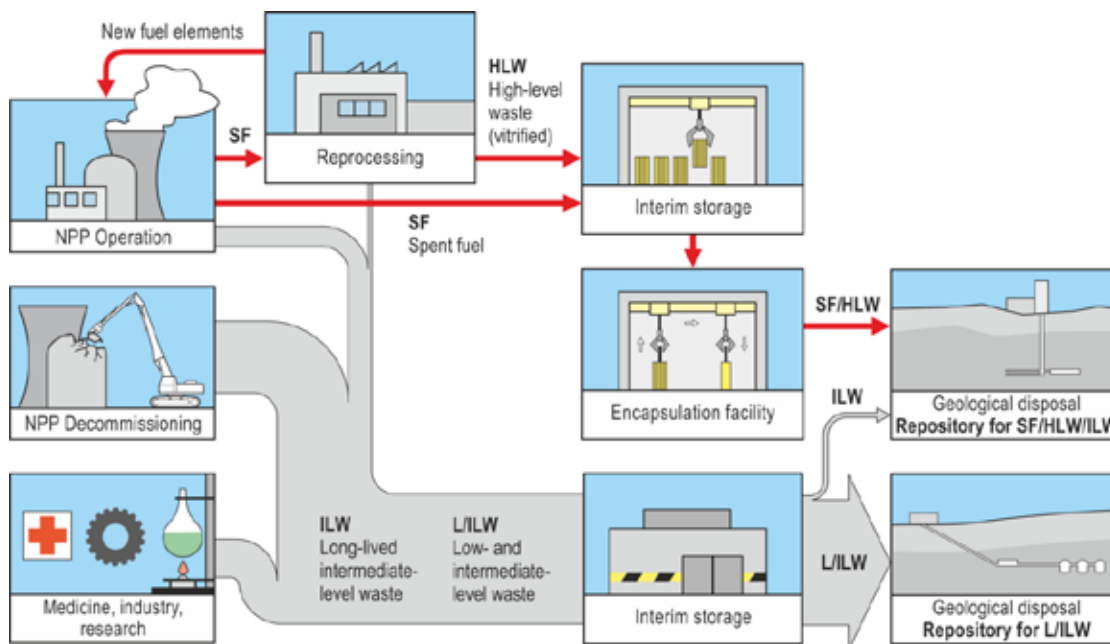 New fuel elements
HLW
High-level
waste
(vitrified)
SF
Reprocessing
Interim storage
NPP Operation
SF
Spent fuel
SF/HLW
NPP Decommissioning
Encapsulation facility
ILW
Geological disposal
Repository for SF/HLW/ILW
ILW
Long-lived
intermediate-
level waste
L/ILW
Low- and
intermediate-
level waste
L/ILW
Medicine, industry,
research
Interim storage
Geological disposal
Repository for L/ILW